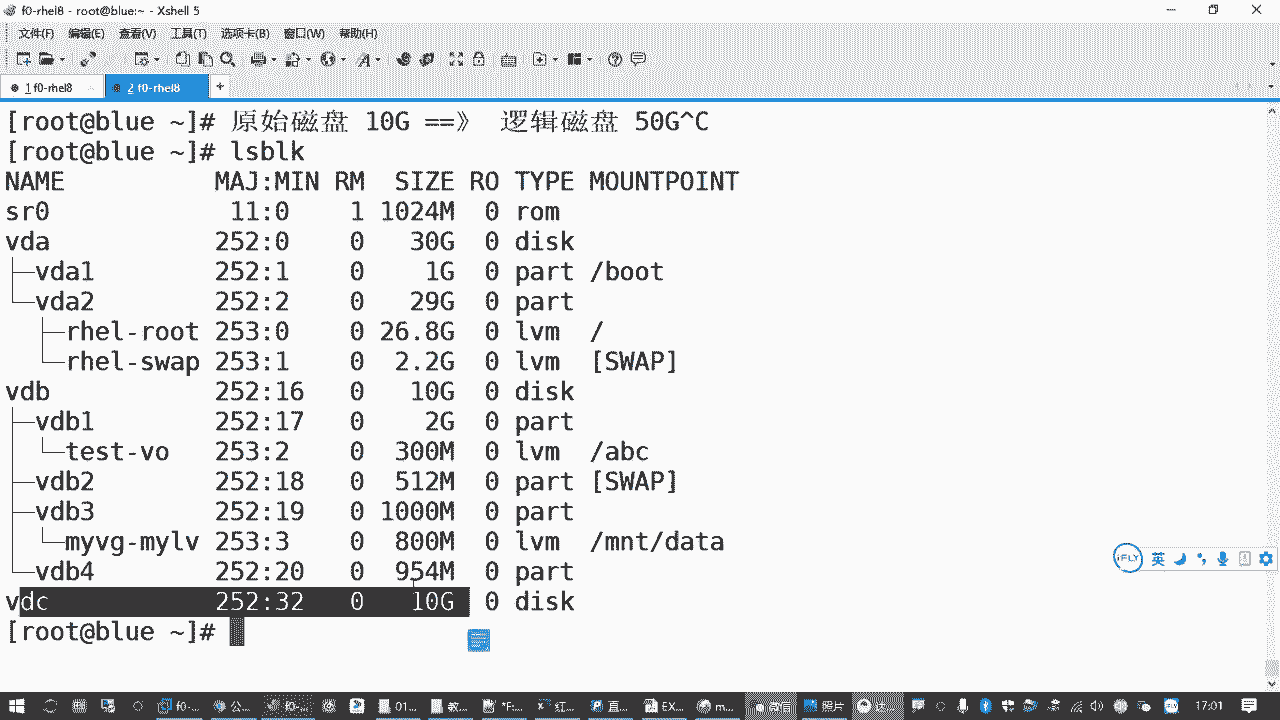 f0-rhel8 - root@blue:~ - Xshell 5
文件(F) 编辑(E) 查看(V) 工具(T) 选项卡(B) 窗口(W) 帮助(H)
1 f0-rhel8 2 f0-rhel8 +
[root@blue ~]# 原始磁盘 10G ==》 逻辑磁盘 50G^C
[root@blue ~]# lsblk
NAME MAJ:MIN RM SIZE RO TYPE MOUNTPOINT
sr0 11:0 1 1024M 0 rom
vda 252:0 0 30G 0 disk
├─vda1 252:1 0 1G 0 part /boot
└─vda2 252:2 0 29G 0 part
├─rhel-root 253:0 0 26.8G 0 lvm /
└─rhel-swap 253:1 0 2.2G 0 lvm [SWAP]
vdb 252:16 0 10G 0 disk
├─vdb1 252:17 0 2G 0 part
│ └─test-vo 253:2 0 300M 0 lvm /abc
├─vdb2 252:18 0 512M 0 part [SWAP]
├─vdb3 252:19 0 1000M 0 part
│ └─myvg-mylv 253:3 0 800M 0 lvm /mnt/data
└─vdb4 252:20 0 954M 0 part
vdc 252:32 0 10G 0 disk
[root@blue ~]#
iFLY 英
f0-... 公... f0-... 01... 教... *F... 红... 直... EX... m... 照片 17:01